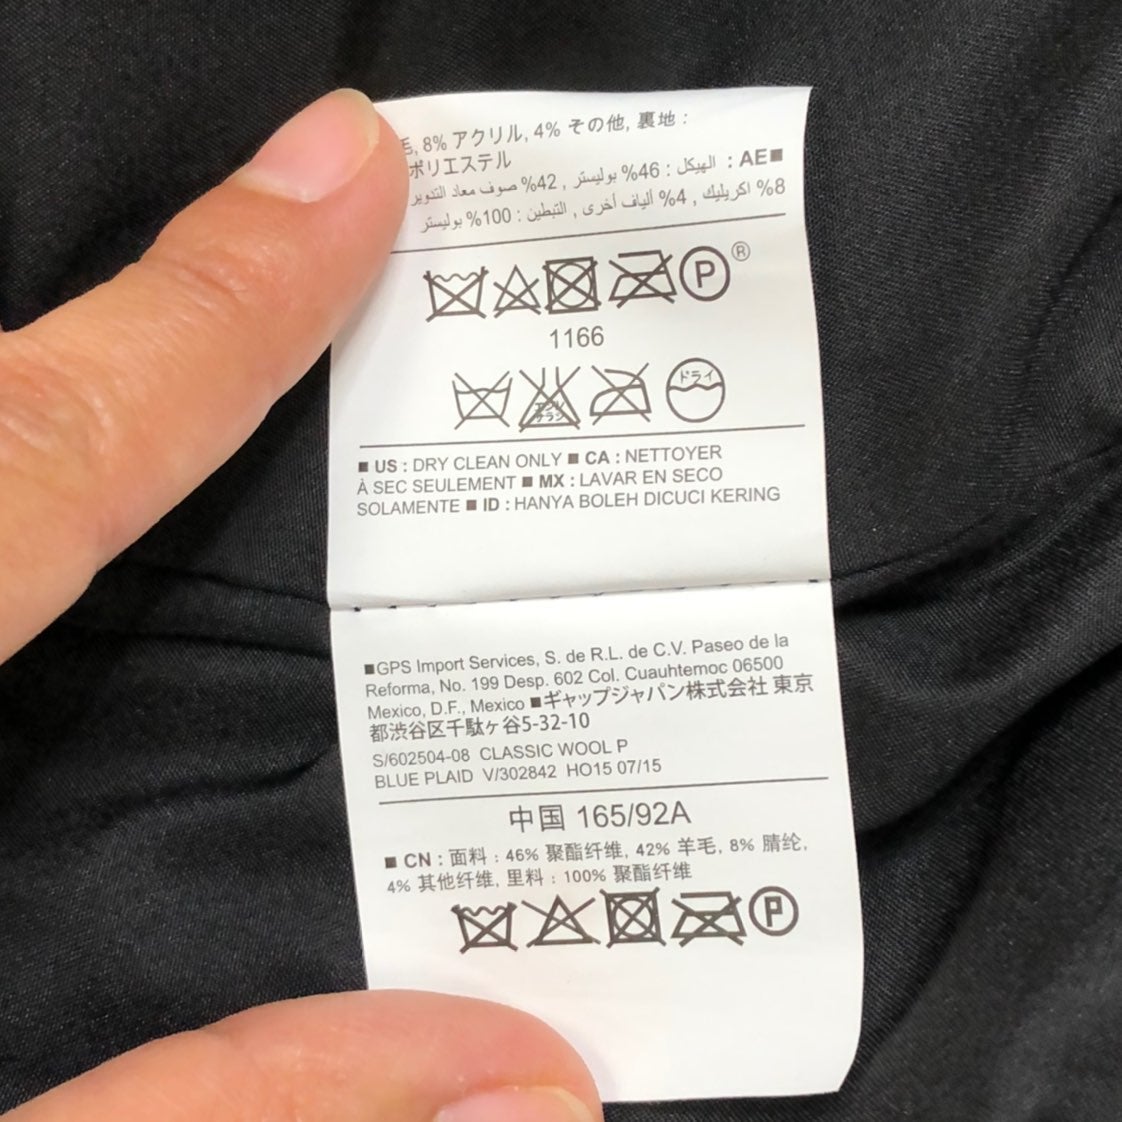 毛, 8% アクリル, 4% その他, 裏地 :
ポリエステル
■AE : الهيكل : 46% بوليستر , 42% صوف معاد التدوير
8% اكريليك , 4% ألياف أخرى , التبطين : 100% بوليستر
P ®
1166
エンソ
サラシ
ドライ
■ US : DRY CLEAN ONLY ■ CA : NETTOYER
À SEC SEULEMENT ■ MX : LAVAR EN SECO
SOLAMENTE ■ ID : HANYA BOLEH DICUCI KERING
■GPS Import Services, S. de R.L. de C.V. Paseo de la
Reforma, No. 199 Desp. 602 Col. Cuauhtemoc 06500
Mexico, D.F., Mexico ■ギャップジャパン株式会社 東京
都渋谷区千駄ヶ谷5-32-10
S/602504-08 CLASSIC WOOL P
BLUE PLAID V/302842 HO15 07/15
中国 165/92A
■ CN : 面料 : 46% 聚酯纤维, 42% 羊毛, 8% 腈纶,
4% 其他纤维, 里料 : 100% 聚酯纤维
P